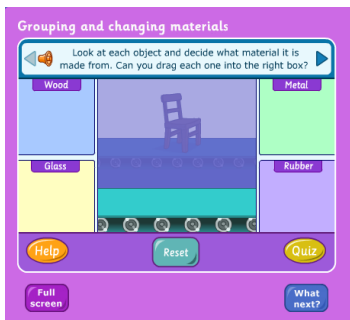 Grouping and changing materials
Look at each object and decide what material it is
made from. Can you drag each one into the right box?
Wood
Metal
Glass
Rubber
Help
Reset
Quiz
Full
screen
What
next?